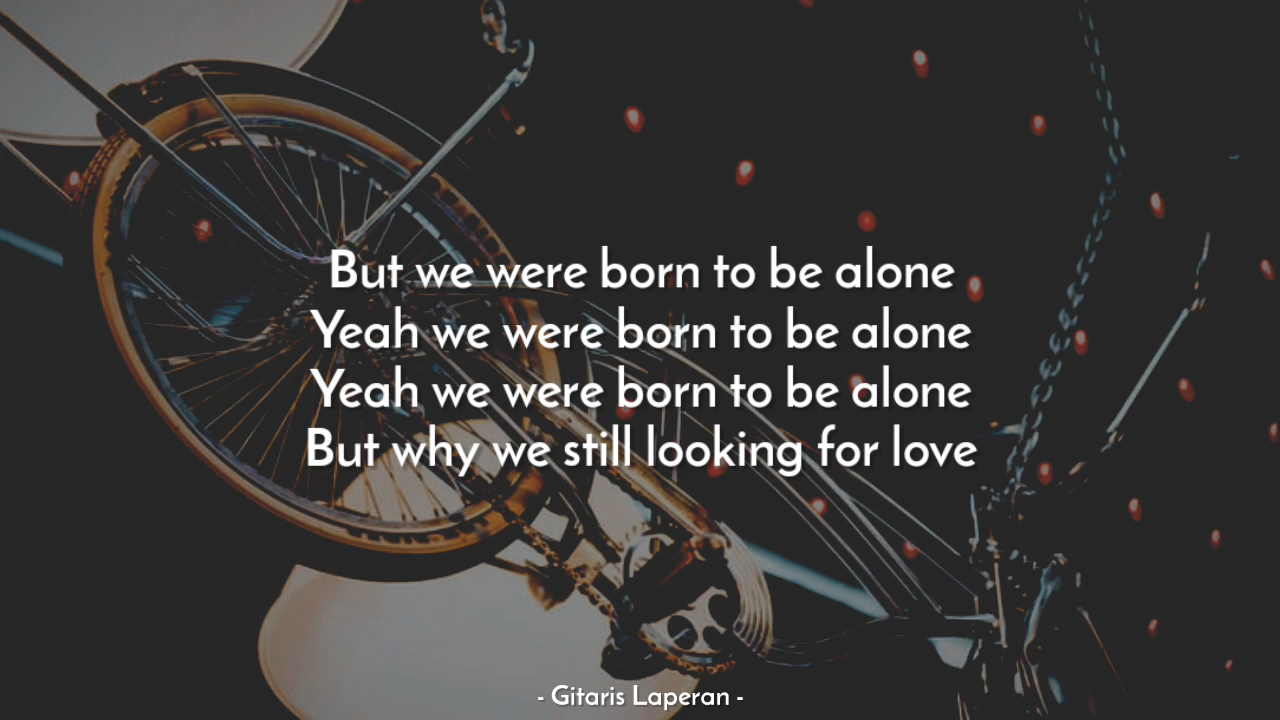 But we were born to be alone
Yeah we were born to be alone
Yeah we were born to be alone
But why we still looking for love
- Gitaris Laperan -